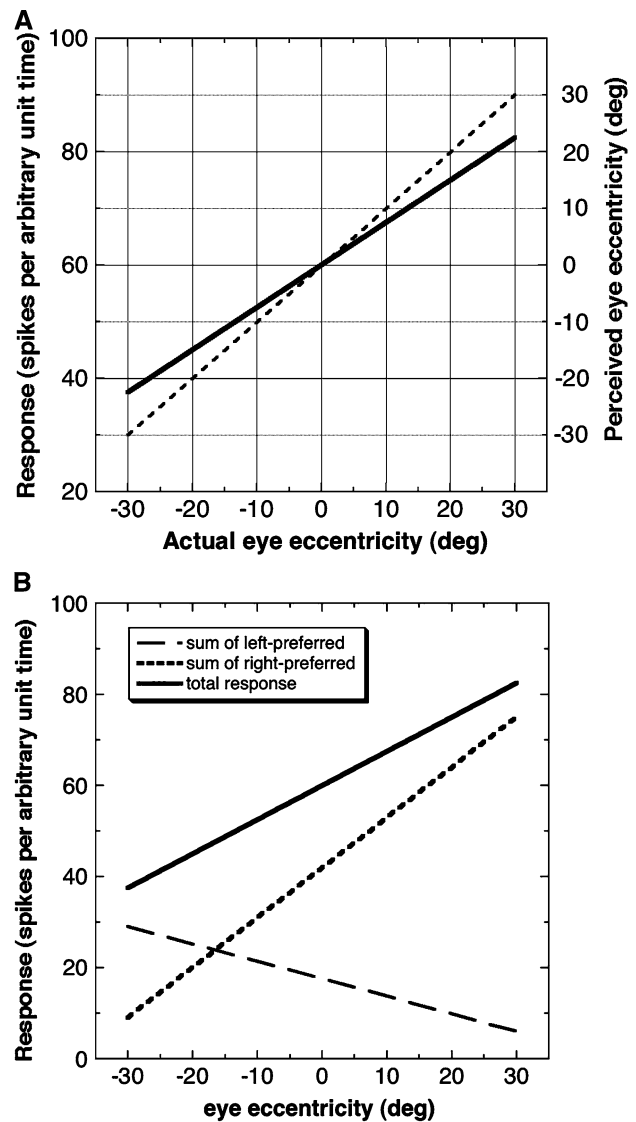 A
Response (spikes per arbitrary unit time)
100
80
60
40
20
-30 -20 -10 0 10 20 30
Actual eye eccentricity (deg)
30
20
10
0
-10
-20
-30
Perceived eye eccentricity (deg)
B
Response (spikes per arbitrary unit time)
100
80
60
40
20
0
sum of left-preferred
sum of right-preferred
total response
-30 -20 -10 0 10 20 30
eye eccentricity (deg)